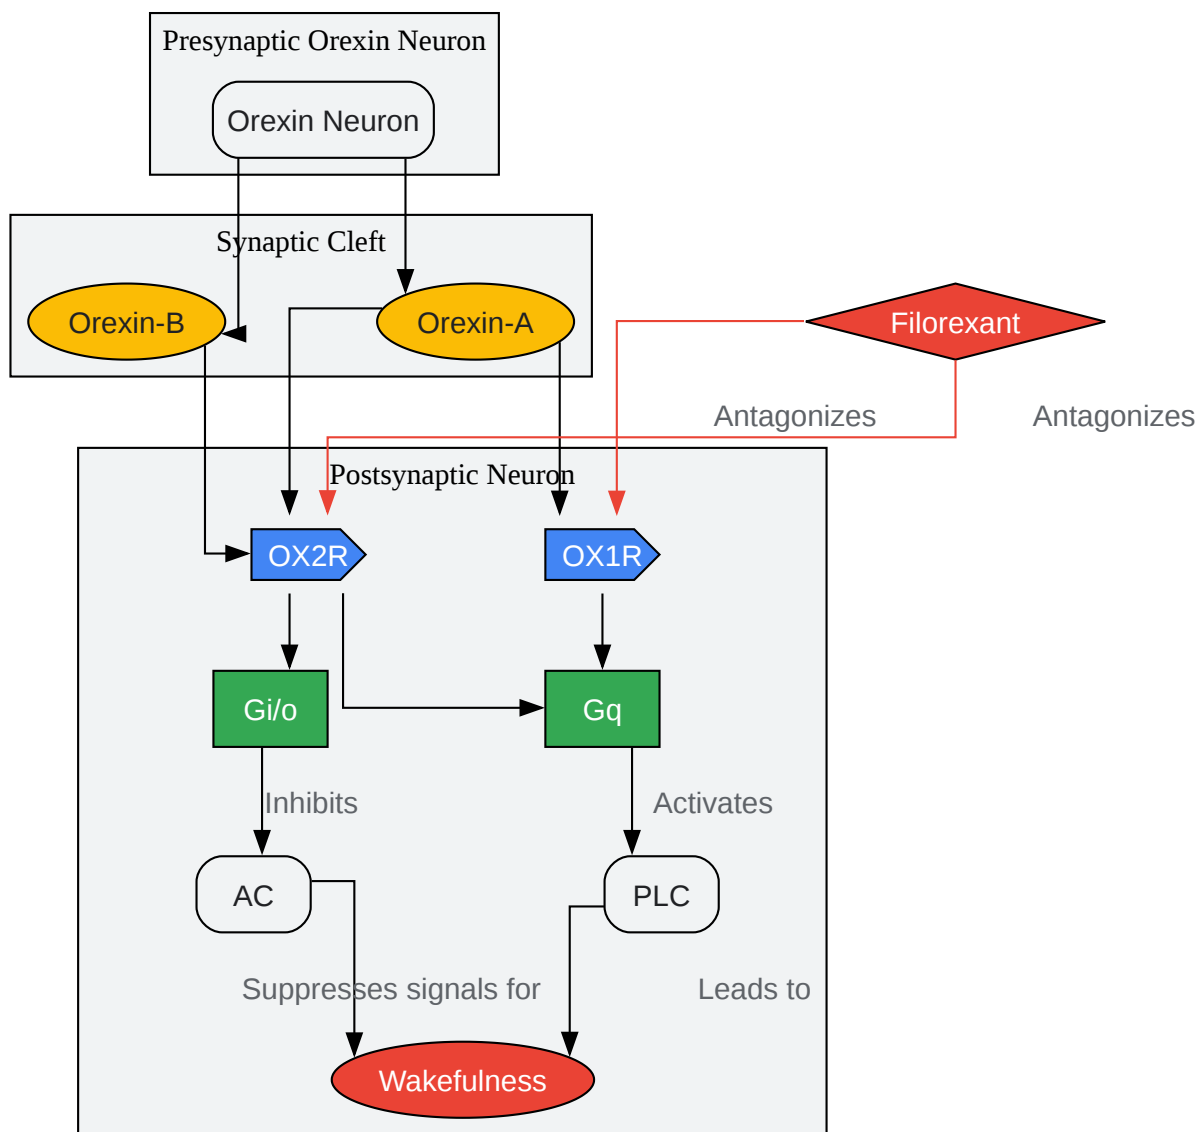 Presynaptic Orexin Neuron
Orexin Neuron
Synaptic Cleft
Orexin-B
Orexin-A
Filorexant
Antagonizes
Antagonizes
Postsynaptic Neuron
OX2R
OX1R
Gi/o
Gq
Inhibits
Activates
AC
PLC
Suppresses signals for
Leads to
Wakefulness